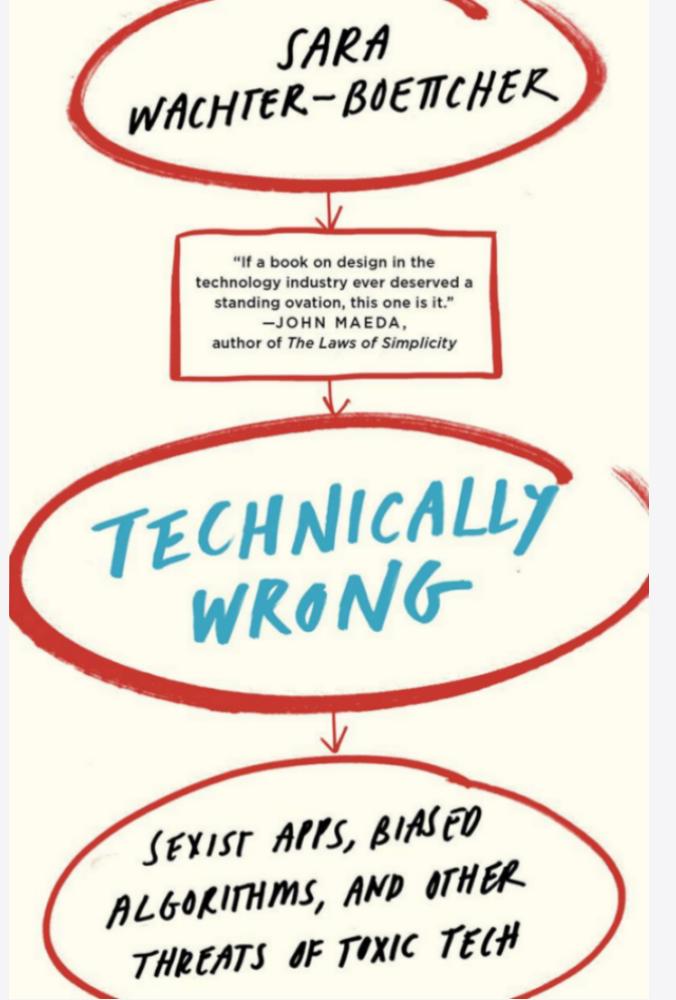 SARA
WACHTER-BOETTCHER
"If a book on design in the
technology industry ever deserved a
standing ovation, this one is it."
—JOHN MAEDA,
author of The Laws of Simplicity
TECHNICALLY
WRONG
SEXIST APPS, BIASED
ALGORITHMS, AND OTHER
THREATS OF TOXIC TECH